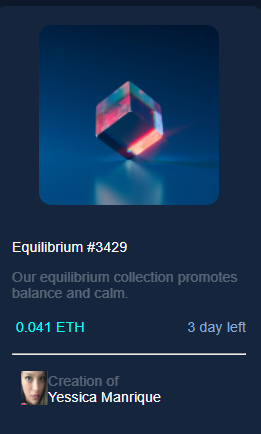 Equilibrium #3429
Our equilibrium collection promotes
balance and calm.
0.041 ETH 3 day left
Creation of
Yessica Manrique